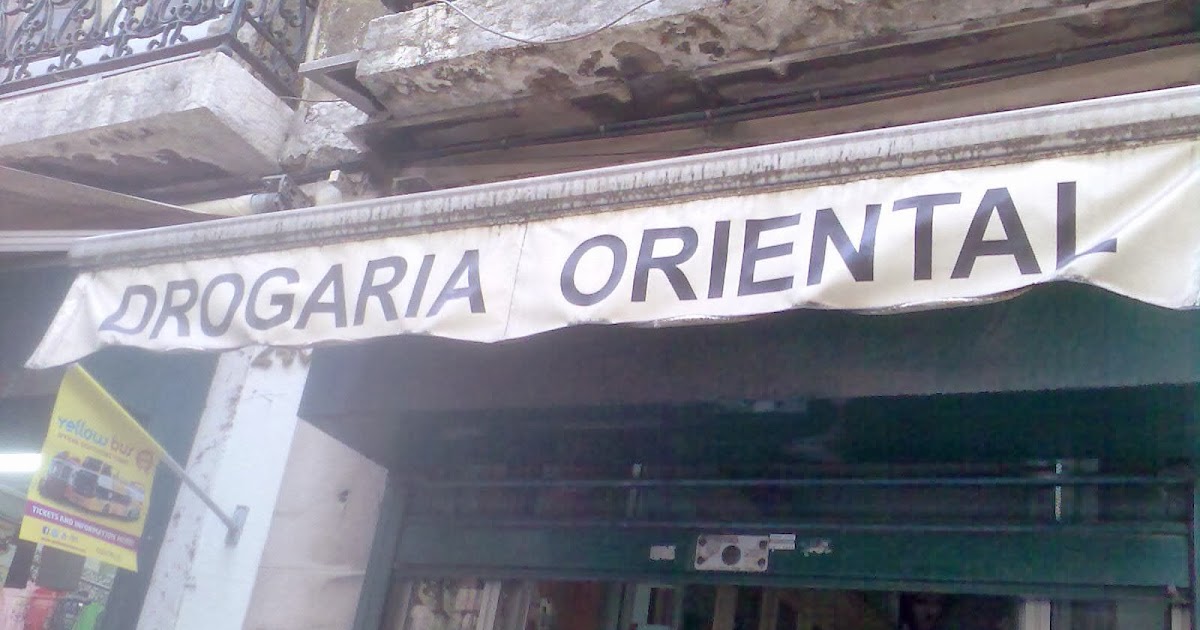 DROGARIA ORIENTAL
Yellow bus
TICKETS AND INFORMATION HERE